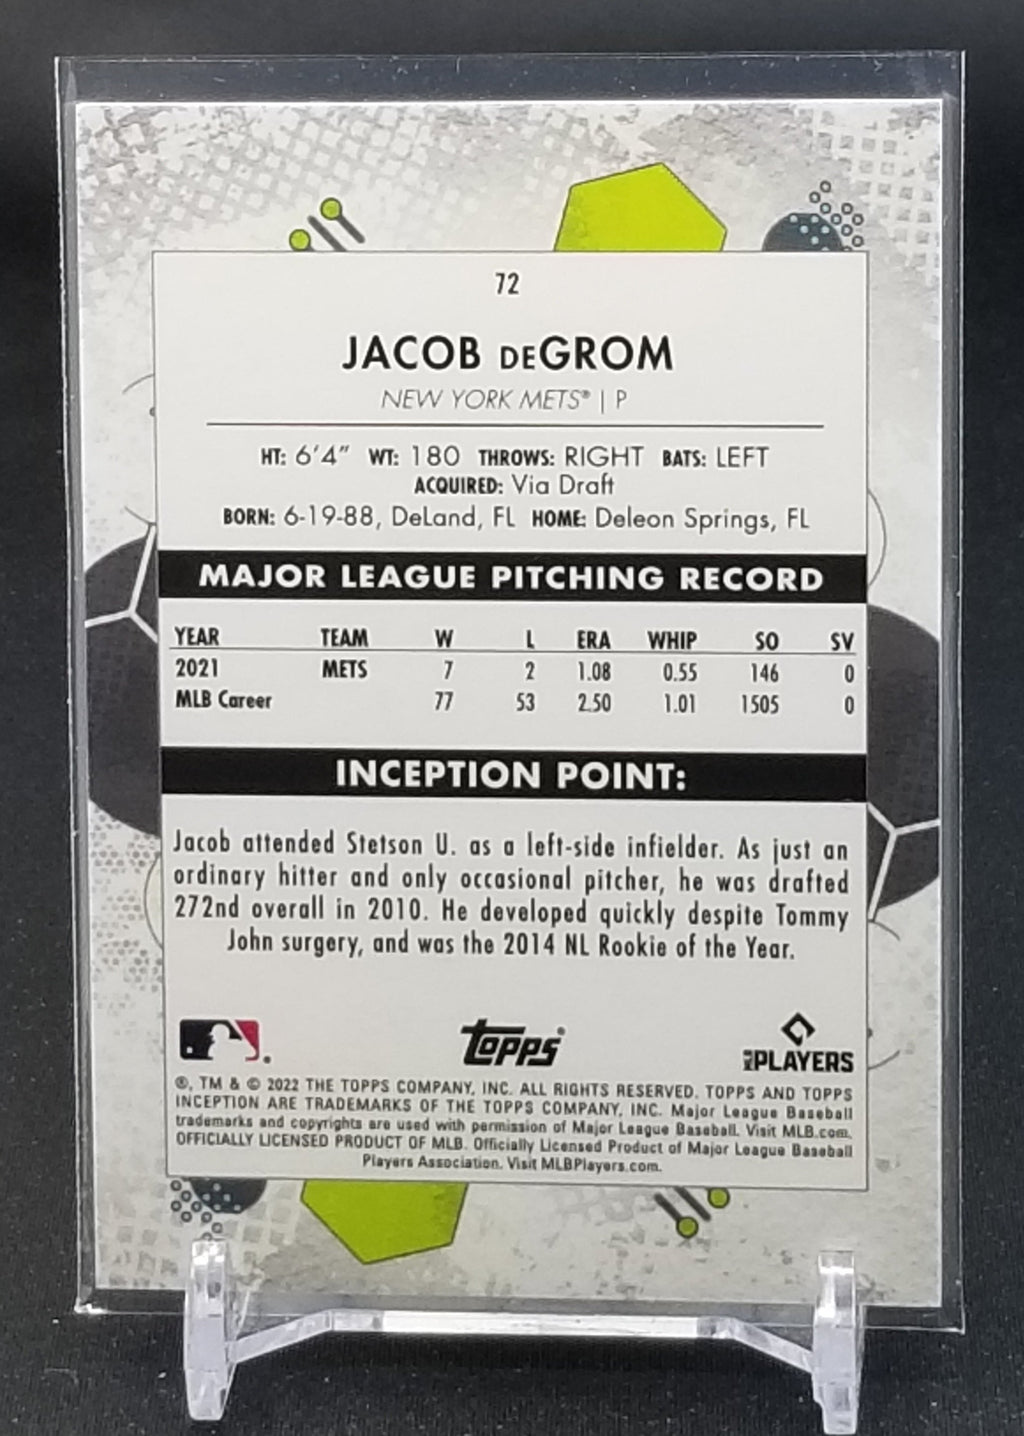 72
JACOB DEGROM
NEW YORK METS® | P
HT: 6'4" WT: 180 THROWS: RIGHT BATS: LEFT
ACQUIRED: Via Draft
BORN: 6-19-88, DeLand, FL HOME: Deleon Springs, FL
MAJOR LEAGUE PITCHING RECORD
YEAR TEAM W L ERA WHIP SO SV
2021 METS 7 2 1.08 0.55 146 0
MLB Career 77 53 2.50 1.01 1505 0
INCEPTION POINT:
Jacob attended Stetson U. as a left-side infielder. As just an
ordinary hitter and only occasional pitcher, he was drafted
272nd overall in 2010. He developed quickly despite Tommy
John surgery, and was the 2014 NL Rookie of the Year.
topps®
MLB PLAYERS
®, TM & © 2022 THE TOPPS COMPANY, INC. ALL RIGHTS RESERVED. TOPPS AND TOPPS
INCEPTION ARE TRADEMARKS OF THE TOPPS COMPANY, INC. Major League Baseball
trademarks and copyrights are used with permission of Major League Baseball. Visit MLB.com.
OFFICIALLY LICENSED PRODUCT OF MLB. Officially Licensed Product of Major League Baseball
Players Association. Visit MLBPlayers.com.